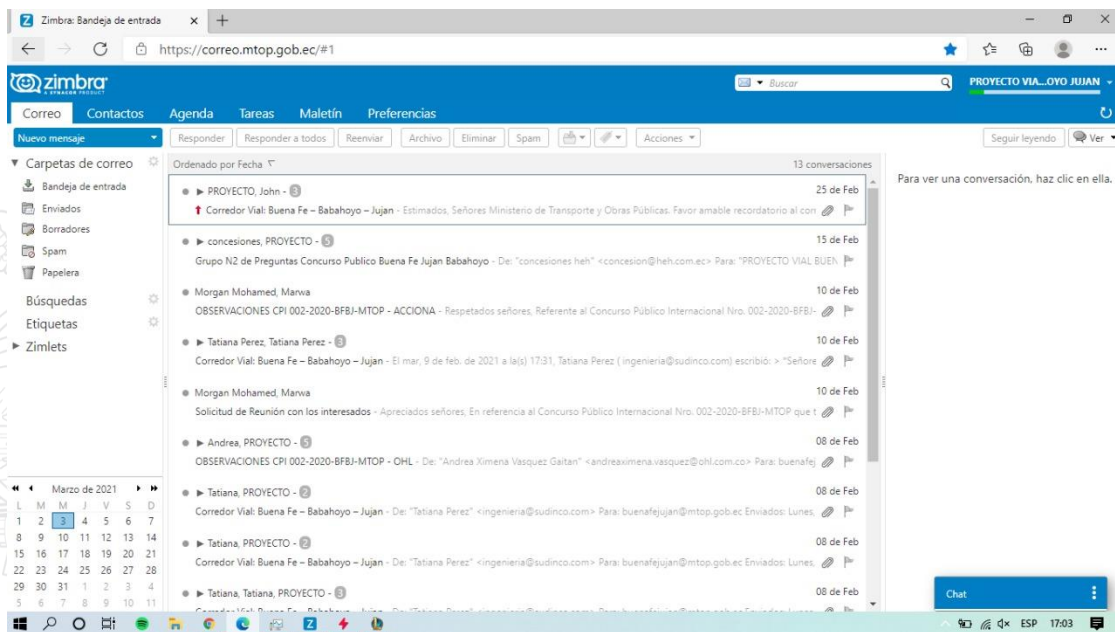 Zimbra: Bandeja de entrada
https://correo.mtop.gob.ec/#1
zimbra
A SYNACOR PRODUCT
Buscar
PROYECTO VIA...OYO JUJAN
Correo Contactos Agenda Tareas Maletín Preferencias
Nuevo mensaje Responder Responder a todos Reenviar Archivo Eliminar Spam Acciones Seguir leyendo Ver
Carpetas de correo
Bandeja de entrada
Enviados
Borradores
Spam
Papelera
Búsquedas
Etiquetas
Zimlets
Ordenado por Fecha 13 conversaciones
PROYECTO, John - 3 25 de Feb
Corredor Vial: Buena Fe – Babahoyo – Jujan - Estimados, Señores Ministerio de Transporte y Obras Públicas. Favor amable recordatorio al con
concesiones, PROYECTO - 5 15 de Feb
Grupo N2 de Preguntas Concurso Publico Buena Fe Jujan Babahoyo - De: "concesiones heh" <concesion@heh.com.ec> Para: "PROYECTO VIAL BUEN
Morgan Mohamed, Marwa 10 de Feb
OBSERVACIONES CPI 002-2020-BFBJ-MTOP - ACCIONA - Respetados señores, Referente al Concurso Público Internacional Nro. 002-2020-BFBJ-
Tatiana Perez, Tatiana Perez - 3 10 de Feb
Corredor Vial: Buena Fe – Babahoyo – Jujan - El mar, 9 de feb. de 2021 a la(s) 17:31, Tatiana Perez ( ingenieria@sudinco.com) escribió: > "Señore
Morgan Mohamed, Marwa 10 de Feb
Solicitud de Reunión con los interesados - Apreciados señores, En referencia al Concurso Público Internacional Nro. 002-2020-BFBJ-MTOP que t
Andrea, PROYECTO - 5 08 de Feb
OBSERVACIONES CPI 002-2020-BFBJ-MTOP - OHL - De: "Andrea Ximena Vasquez Gaitan" <andreaximena.vasquez@ohl.com.co> Para: buenafej
Tatiana, PROYECTO - 2 08 de Feb
Corredor Vial: Buena Fe – Babahoyo – Jujan - De: "Tatiana Perez" <ingenieria@sudinco.com> Para: buenafejujan@mtop.gob.ec Enviados: Lunes,
Tatiana, PROYECTO - 2 08 de Feb
Corredor Vial: Buena Fe – Babahoyo – Jujan - De: "Tatiana Perez" <ingenieria@sudinco.com> Para: buenafejujan@mtop.gob.ec Enviados: Lunes,
Tatiana, Tatiana, PROYECTO - 3 08 de Feb
Para ver una conversación, haz clic en ella.
Marzo de 2021
L M M J V S D
1 2 3 4 5 6 7
8 9 10 11 12 13 14
15 16 17 18 19 20 21
22 23 24 25 26 27 28
29 30 31 1 2 3 4
5 6 7 8 9 10 11
Chat
ESP 17:03